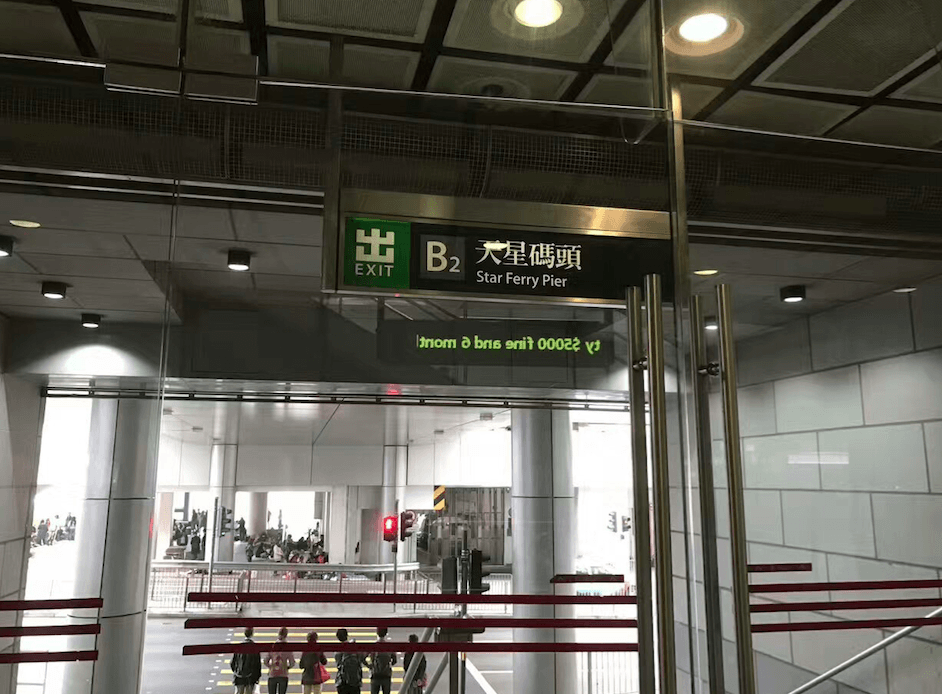 出
EXIT
B2
天星碼頭
Star Ferry Pier
ty $5000 fine and 6 mont